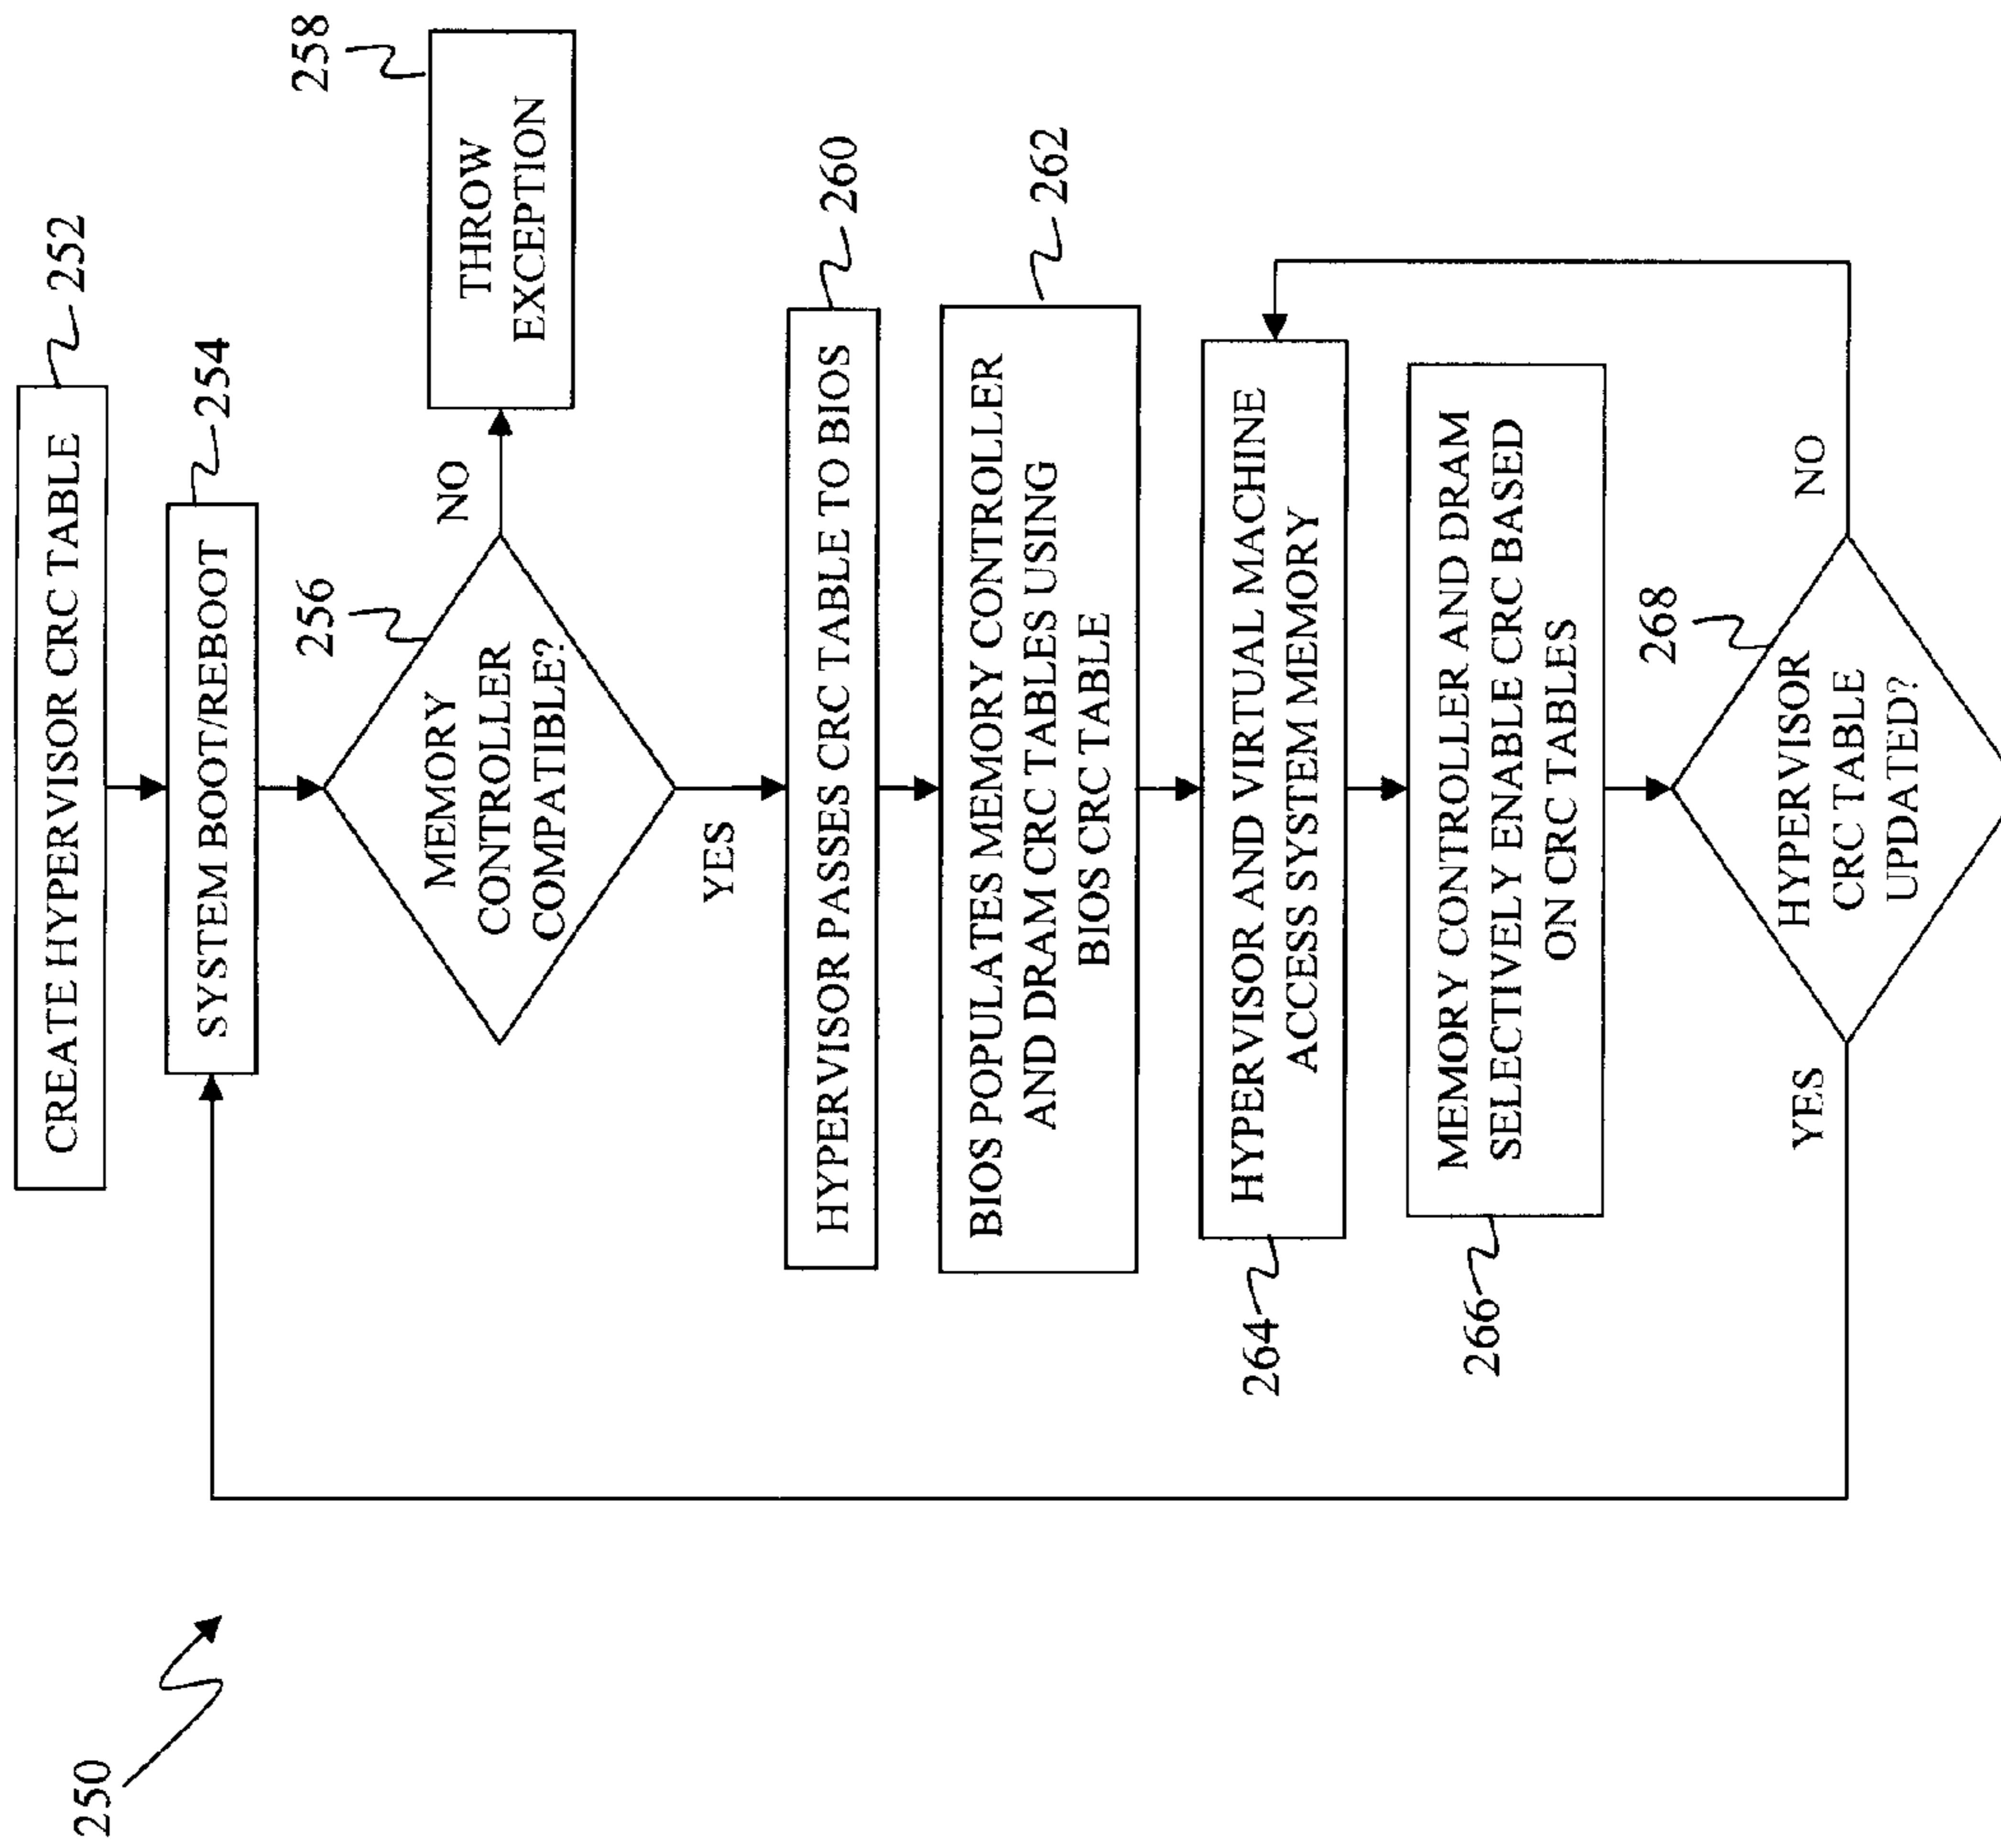 250
CREATE HYPERVISOR CRC TABLE
252
SYSTEM BOOT/REBOOT
254
256
MEMORY
CONTROLLER
COMPATIBLE?
NO
258
THROW
EXCEPTION
YES
HYPERVISOR PASSES CRC TABLE TO BIOS
260
BIOS POPULATES MEMORY CONTROLLER
AND DRAM CRC TABLES USING
BIOS CRC TABLE
262
HYPERVISOR AND VIRTUAL MACHINE
ACCESS SYSTEM MEMORY
264
MEMORY CONTROLLER AND DRAM
SELECTIVELY ENABLE CRC BASED
ON CRC TABLES
266
268
HYPERVISOR
CRC TABLE
UPDATED?
YES
NO